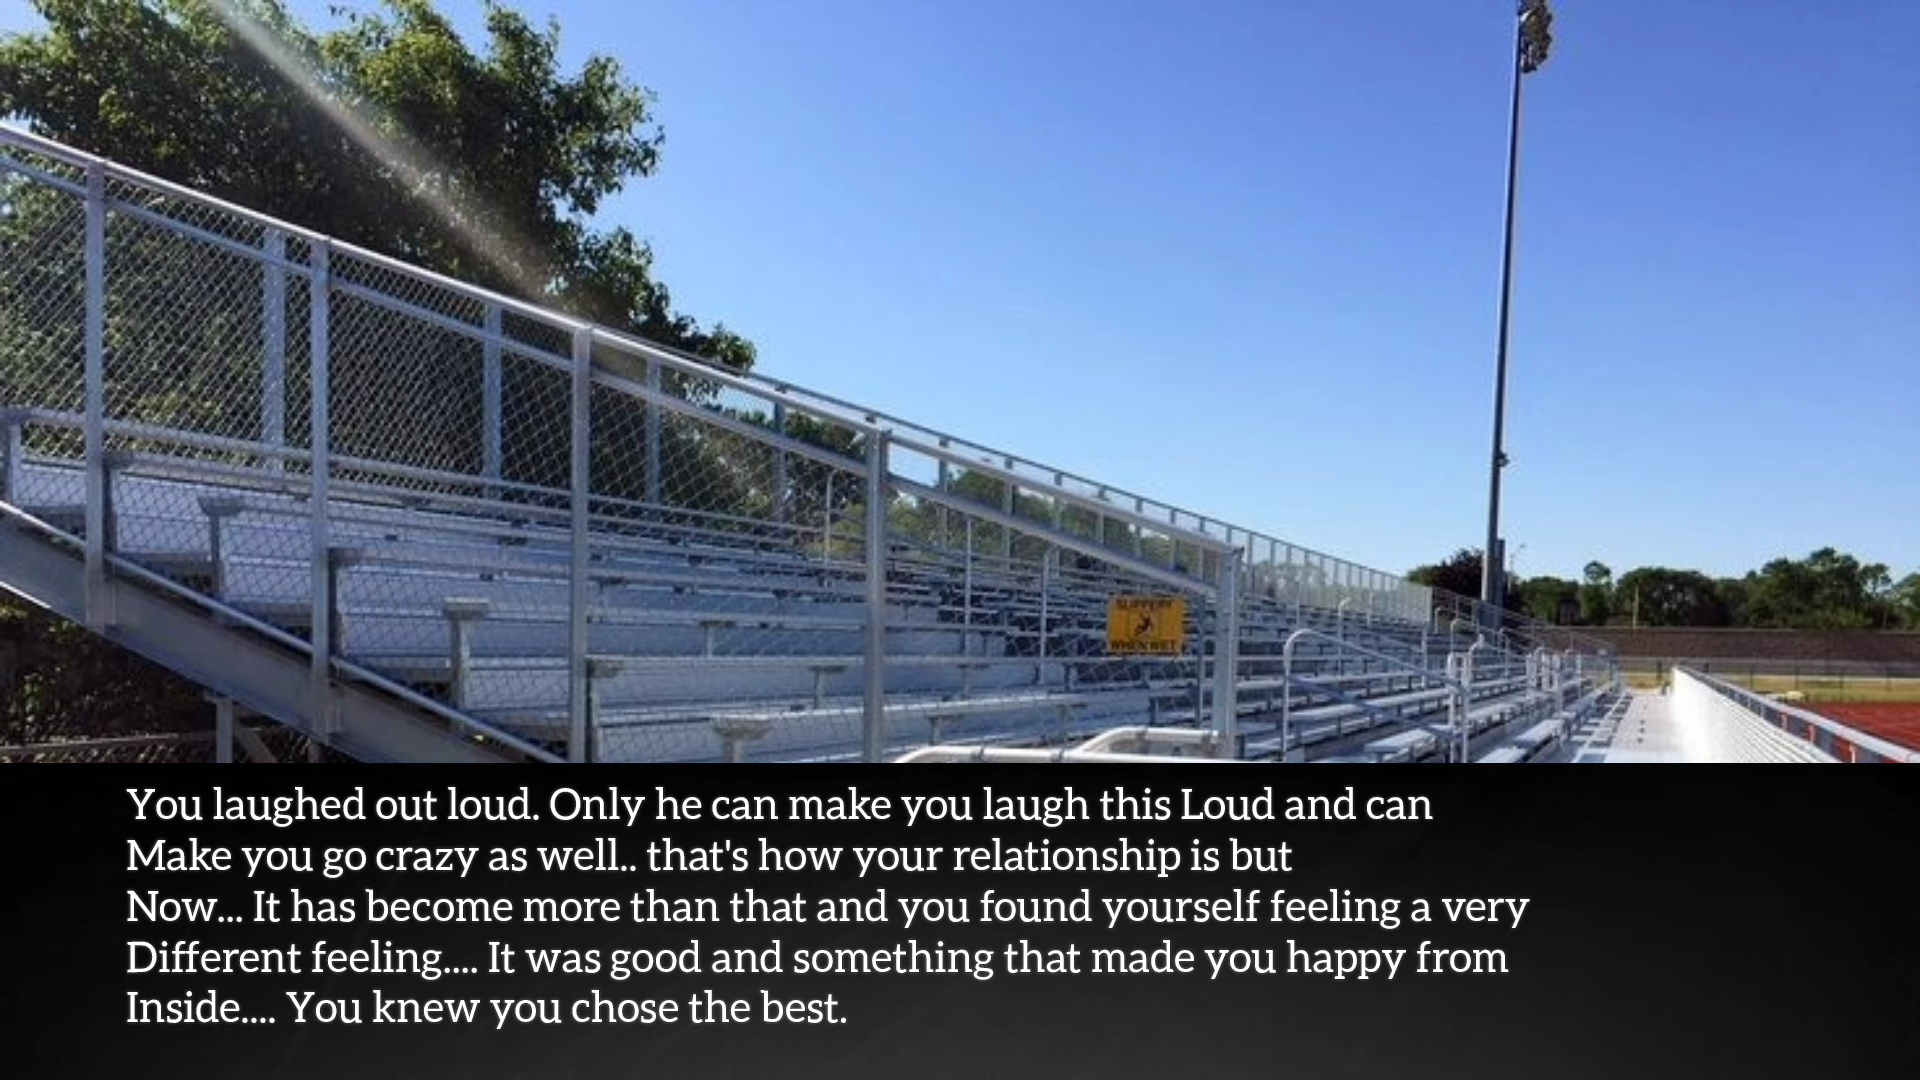 SLIPPERY
WHEN WET
You laughed out loud. Only he can make you laugh this Loud and can
Make you go crazy as well.. that's how your relationship is but
Now... It has become more than that and you found yourself feeling a very
Different feeling.... It was good and something that made you happy from
Inside.... You knew you chose the best.